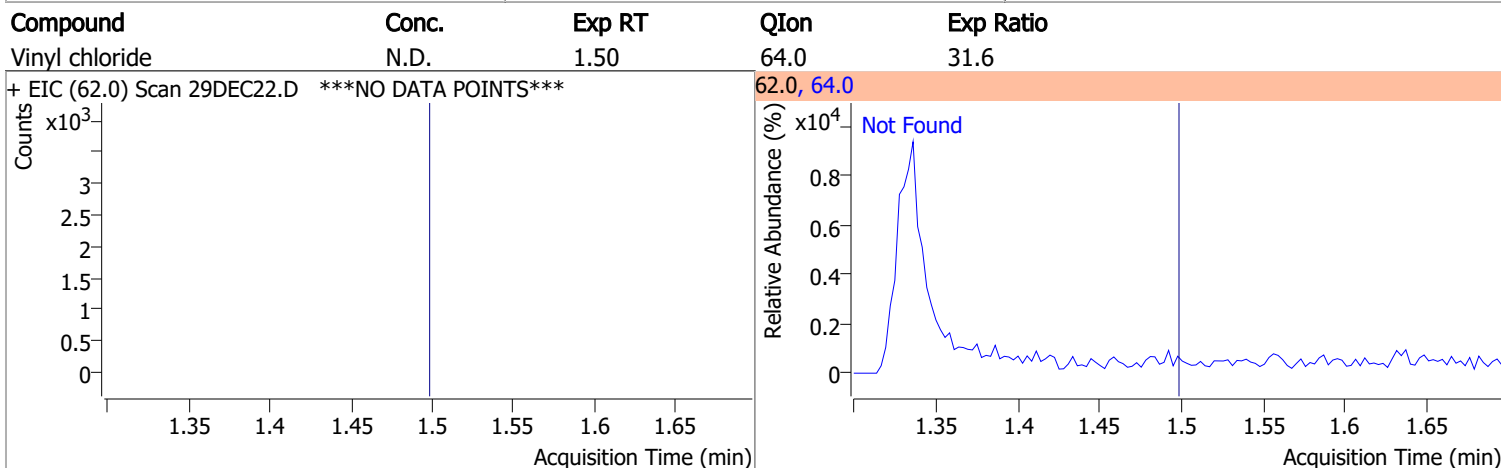 Compound Conc. Exp RT QIon Exp Ratio
Vinyl chloride N.D. 1.50 64.0 31.6
+ EIC (62.0) Scan 29DEC22.D ***NO DATA POINTS***
Counts
x10³
3
2.5
2
1.5
1
0.5
0
1.35 1.4 1.45 1.5 1.55 1.6 1.65
Acquisition Time (min)
62.0, 64.0
Relative Abundance (%)
x10⁴
Not Found
0.8
0.6
0.4
0.2
0
1.35 1.4 1.45 1.5 1.55 1.6 1.65
Acquisition Time (min)